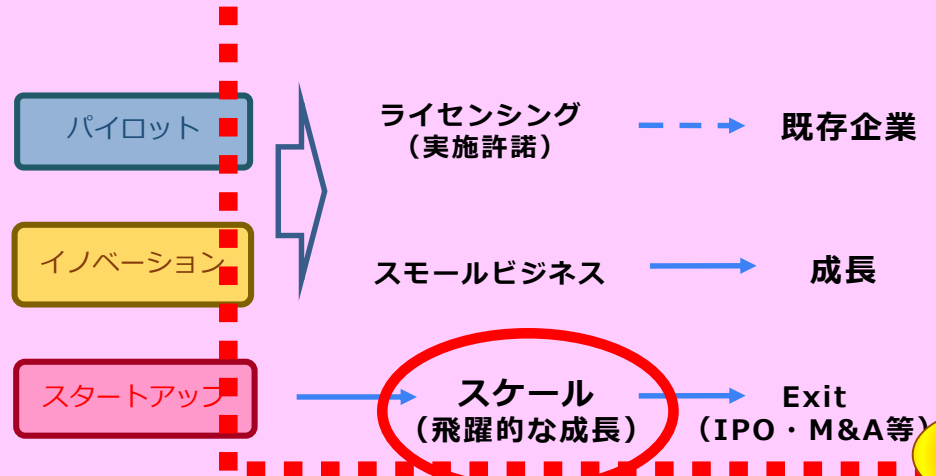 パイロット
ライセンシング
（実施許諾）
既存企業
イノベーション
スモールビジネス
成長
スタートアップ
スケール
（飛躍的な成長）
Exit
（IPO・M&A等）